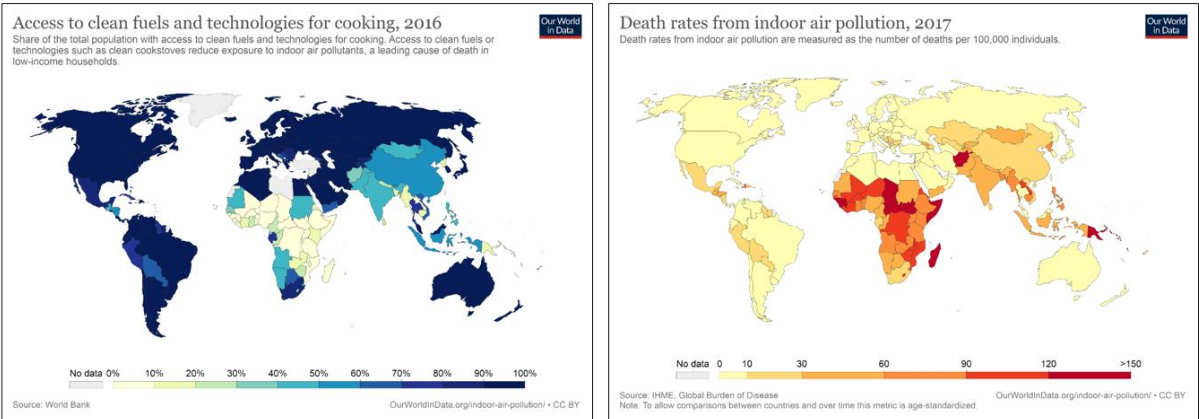 Access to clean fuels and technologies for cooking, 2016
Share of the total population with access to clean fuels and technologies for cooking. Access to clean fuels or
technologies such as clean cookstoves reduce exposure to indoor air pollutants, a leading cause of death in
low-income households.
Our World
in Data
No data 0% 10% 20% 30% 40% 50% 60% 70% 80% 90% 100%
Source: World Bank
OurWorldInData.org/indoor-air-pollution/ • CC BY
Death rates from indoor air pollution, 2017
Death rates from indoor air pollution are measured as the number of deaths per 100,000 individuals.
Our World
in Data
No data 0 10 30 60 90 120 >150
Source: IHME, Global Burden of Disease
OurWorldInData.org/indoor-air-pollution/ • CC BY
Note: To allow comparisons between countries and over time this metric is age-standardized.